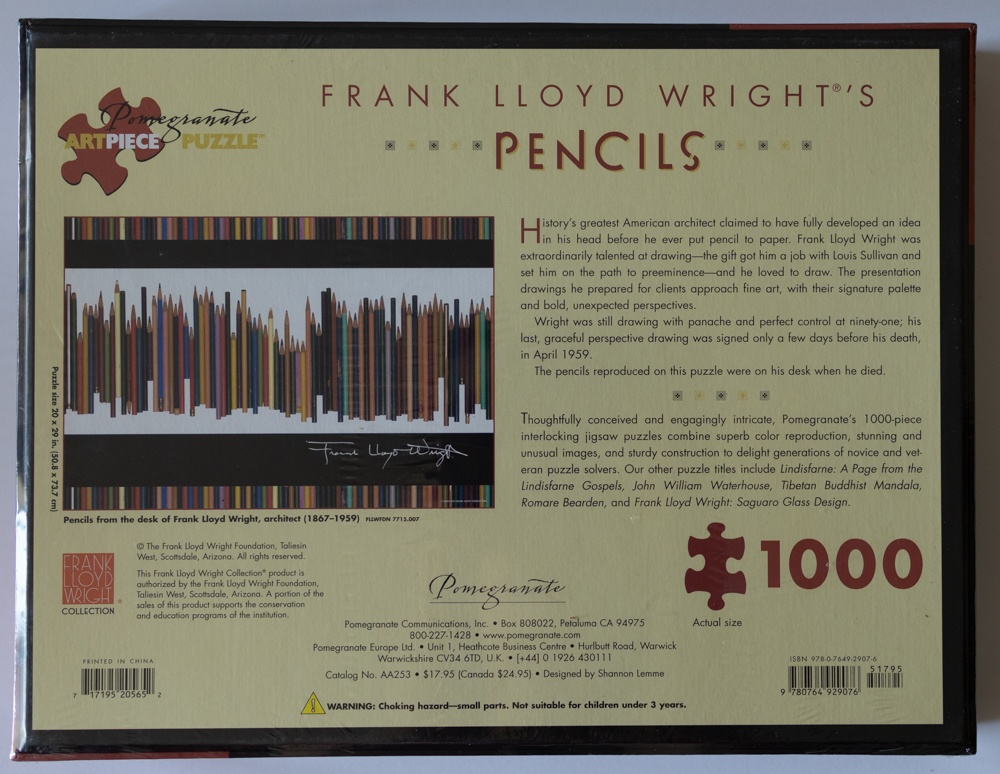 Pomegranate
ARTPIECE PUZZLE™
FRANK LLOYD WRIGHT®'S
PENCILS
History's greatest American architect claimed to have fully developed an idea
in his head before he ever put pencil to paper. Frank Lloyd Wright was
extraordinarily talented at drawing—the gift got him a job with Louis Sullivan and
set him on the path to preeminence—and he loved to draw. The presentation
drawings he prepared for clients approach fine art, with their signature palette
and bold, unexpected perspectives.
Wright was still drawing with panache and perfect control at ninety-one; his
last, graceful perspective drawing was signed only a few days before his death,
in April 1959.
The pencils reproduced on this puzzle were on his desk when he died.
Thoughtfully conceived and engagingly intricate, Pomegranate's 1000-piece
interlocking jigsaw puzzles combine superb color reproduction, stunning and
unusual images, and sturdy construction to delight generations of novice and vet-
eran puzzle solvers. Our other puzzle titles include Lindisfarne: A Page from the
Lindisfarne Gospels, John William Waterhouse, Tibetan Buddhist Mandala,
Romare Bearden, and Frank Lloyd Wright: Saguaro Glass Design.
Puzzle size 20 x 29 in. (50.8 x 73.7 cm)
Frank Lloyd Wright
Pencils from the desk of Frank Lloyd Wright, architect (1867–1959) FLLWFDN 7715.007
FRANK
LLOYD
WRIGHT®
COLLECTION
© The Frank Lloyd Wright Foundation, Taliesin
West, Scottsdale, Arizona. All rights reserved.
This Frank Lloyd Wright Collection® product is
authorized by the Frank Lloyd Wright Foundation,
Taliesin West, Scottsdale, Arizona. A portion of the
sales of this product supports the conservation
and education programs of the institution.
Pomegranate
Pomegranate Communications, Inc. • Box 808022, Petaluma CA 94975
800-227-1428 • www.pomegranate.com
Pomegranate Europe Ltd. • Unit 1, Heathcote Business Centre • Hurlbutt Road, Warwick
Warwickshire CV34 6TD, U.K. • [+44] 0 1926 430111
Catalog No. AA253 • $17.95 (Canada $24.95) • Designed by Shannon Lemme
WARNING: Choking hazard—small parts. Not suitable for children under 3 years.
1000
Actual size
PRINTED IN CHINA
7 17195 20565 2
ISBN 978-0-7649-2907-6
51795
9 780764 929076